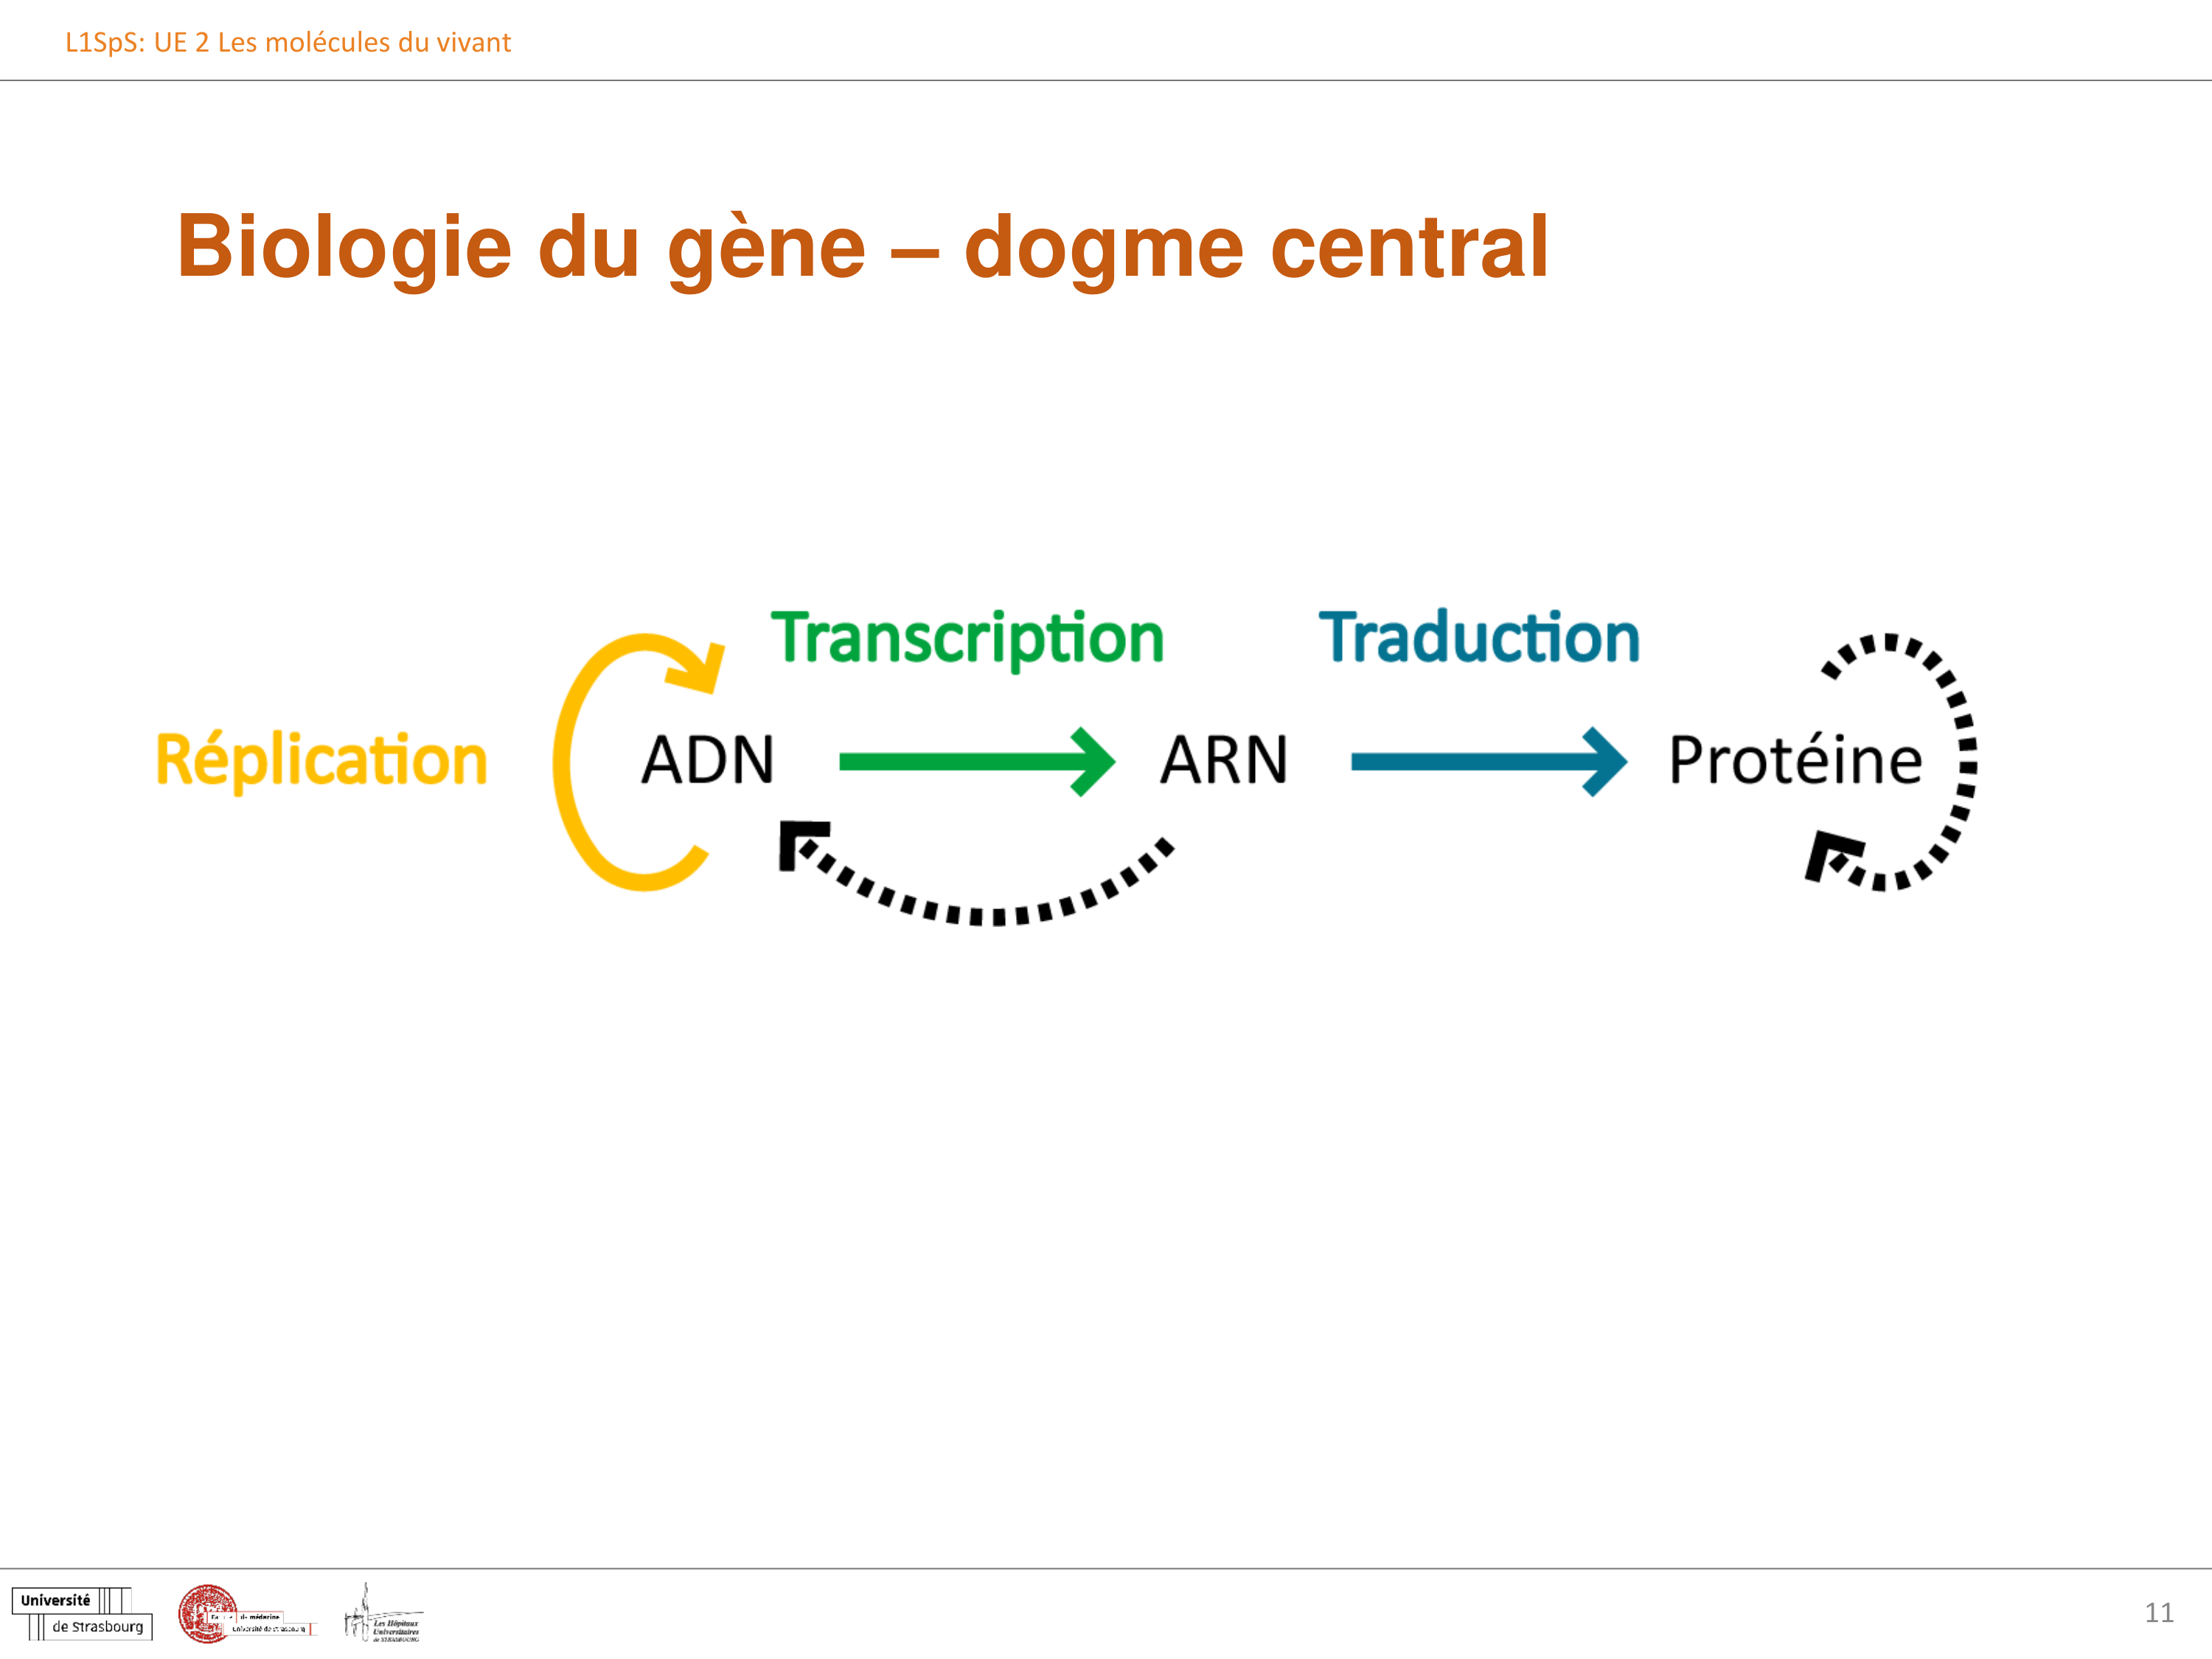 L1SpS: UE 2 Les molécules du vivant
Biologie du gène – dogme central
Transcription
Traduction
Réplication
ADN
ARN
Protéine
Université
de Strasbourg
de médecine
Université de Strasbourg
Les Hôpitaux
Universitaires
de STRASBOURG
11